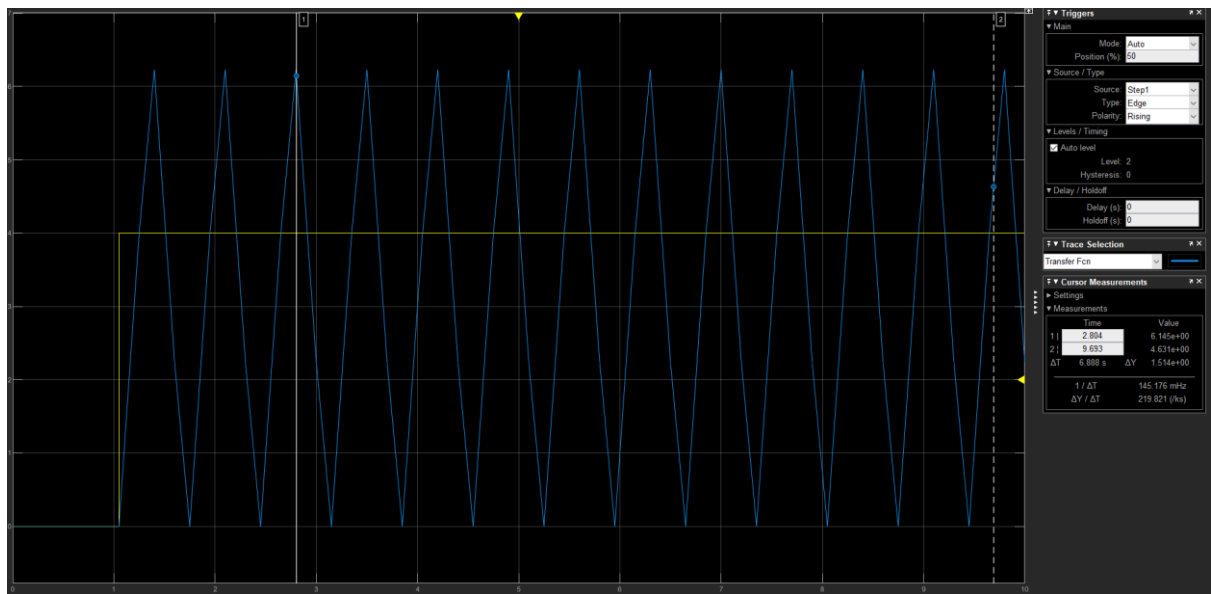 7
6
5
4
3
2
1
0
0 1 2 3 4 5 6 7 8 9 10
1
2
Triggers
Main
Mode: Auto
Position (%): 50
Source / Type
Source: Step1
Type: Edge
Polarity: Rising
Levels / Timing
Auto level
Level: 2
Hysteresis: 0
Delay / Holdoff
Delay (s): 0
Holdoff (s): 0
Trace Selection
Transfer Fcn
Cursor Measurements
Settings
Measurements
Time Value
1 | 2.804 6.145e+00
2 ¦ 9.693 4.631e+00
ΔT 6.888 s ΔY 1.514e+00
1 / ΔT 145.176 mHz
ΔY / ΔT 219.821 (/ks)